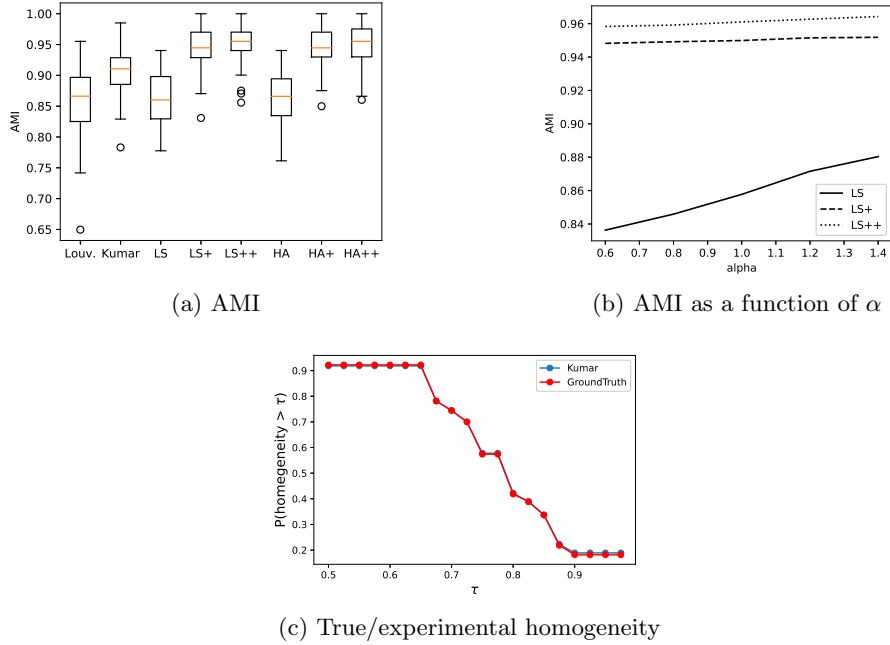 1.00
0.95
0.90
0.85
0.80
0.75
0.70
0.65
AMI
Louv. Kumar LS LS+ LS++ HA HA+ HA++
(a) AMI
0.96
0.94
0.92
0.90
0.88
0.86
0.84
AMI
LS
LS+
LS++
0.6 0.7 0.8 0.9 1.0 1.1 1.2 1.3 1.4
alpha
(b) AMI as a function of α
0.9
0.8
0.7
0.6
0.5
0.4
0.3
0.2
P(homegeneity > τ)
Kumar
GroundTruth
0.5 0.6 0.7 0.8 0.9
τ
(c) True/experimental homogeneity